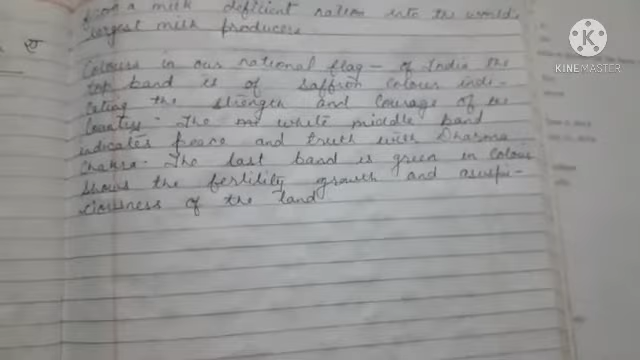 from a milk deficient nation into the world
largest milk producers
Colours in our national flag - of India the
top band is of saffron colour indi-
cating the strength and courage of the
country. The white middle band
indicates peace and truth with Dharma
Chakra. The last band is green in colour
shows the fertility growth and auspi-
ciousness of the land
K
KINEMASTER